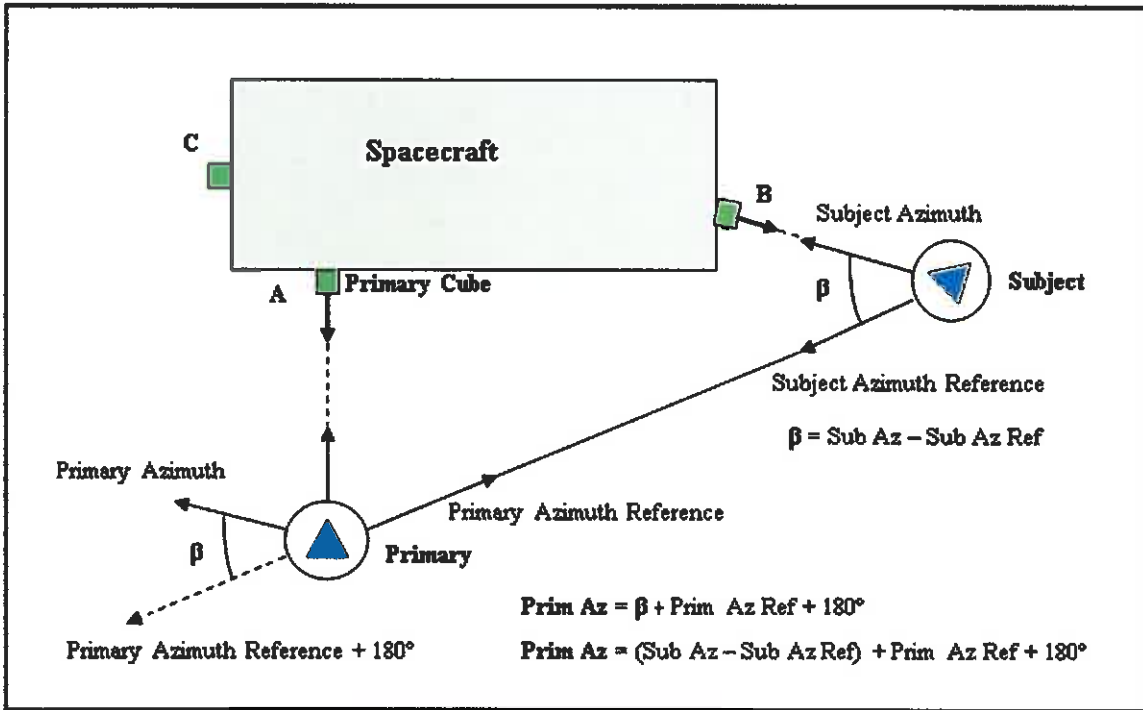 Spacecraft
C
B
Subject Azimuth
A
Primary Cube
β
Subject
Subject Azimuth Reference
β = Sub Az – Sub Az Ref
Primary Azimuth
Primary Azimuth Reference
β
Primary
Prim Az = β + Prim Az Ref + 180°
Primary Azimuth Reference + 180°
Prim Az = (Sub Az – Sub Az Ref) + Prim Az Ref + 180°